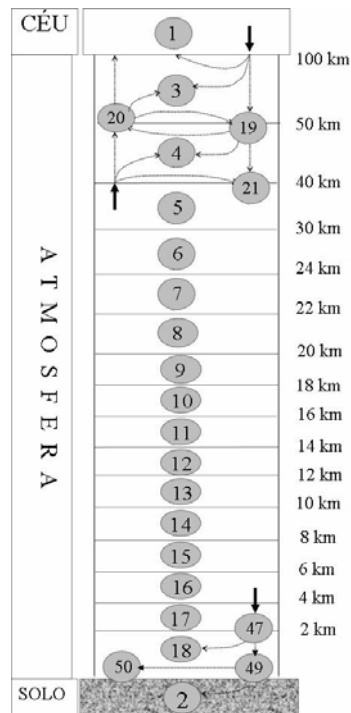 CÉU
1
100 km
3
20
50 km
19
4
40 km
21
5
30 km
6
24 km
7
22 km
8
20 km
9
18 km
10
16 km
11
14 km
12
12 km
13
10 km
14
8 km
15
6 km
16
4 km
17
2 km
47
18
50
49
SOLO
2
ATMOSFERA